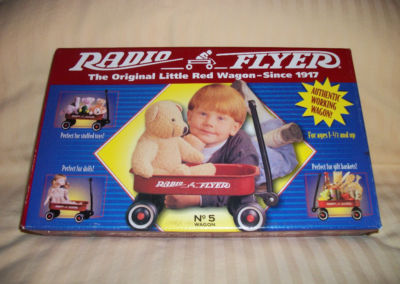 RADIO FLYER
The Original Little Red Wagon-Since 1917
AUTHENTIC
WORKING
WAGON!
Perfect for stuffed toys!
For ages 1-1/2 and up
Perfect for dolls!
Perfect for gift baskets!
RADIO FLYER
Nº 5
WAGON